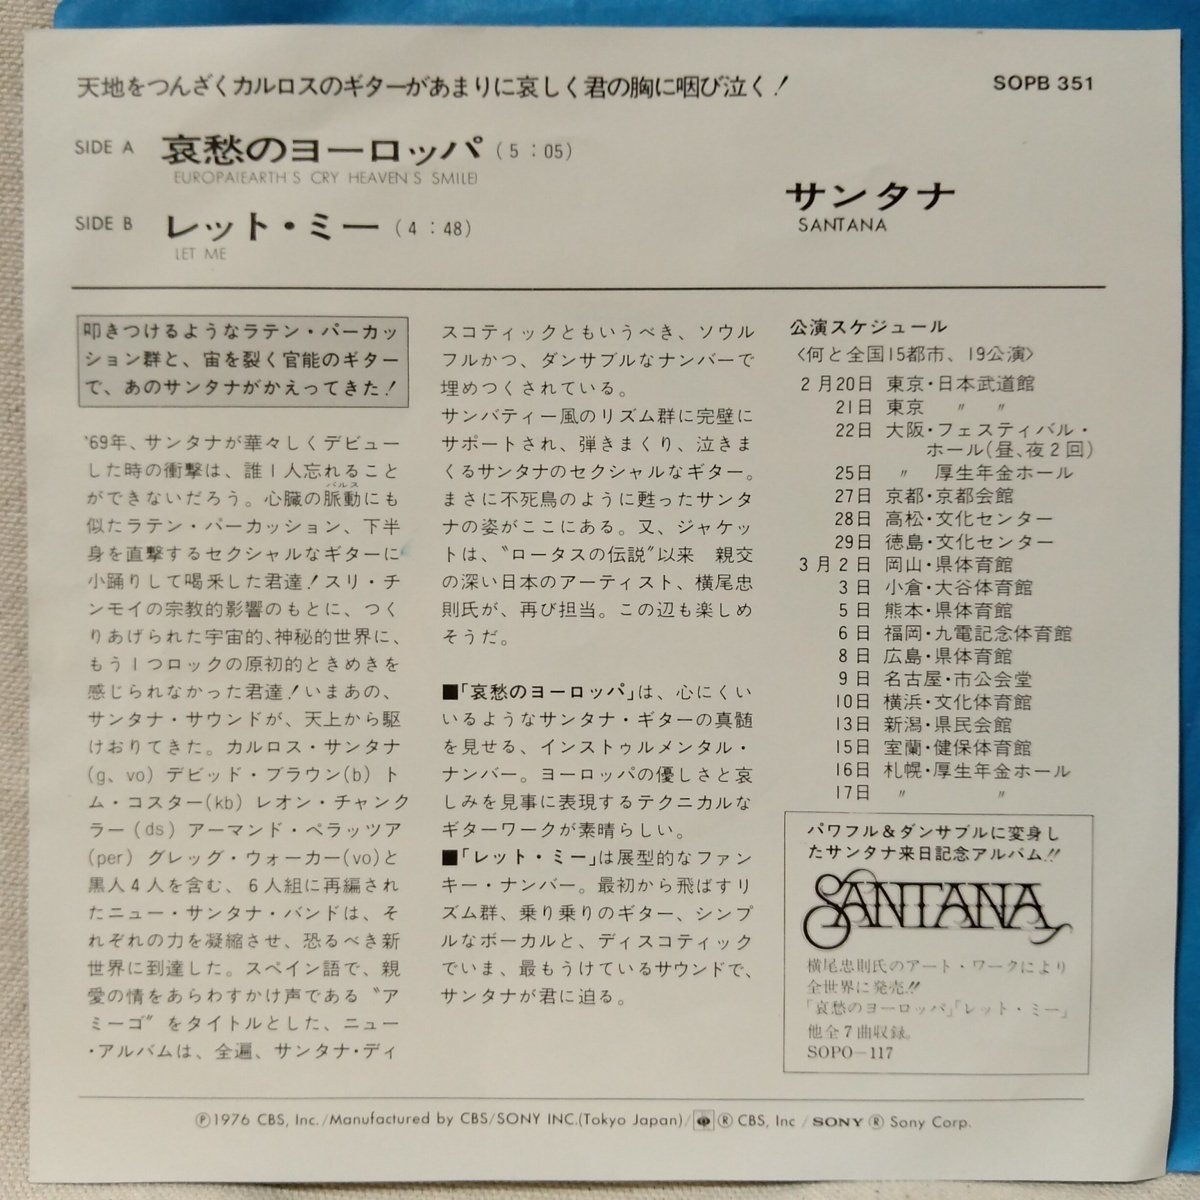 天地をつんざくカルロスのギターがあまりに哀しく君の胸に咽び泣く!
SOPB 351
SIDE A 哀愁のヨーロッパ (5:05)
EUROPA(EARTH'S CRY HEAVEN'S SMILE)
SIDE B レット・ミー (4:48)
LET ME
サンタナ
SANTANA
叩きつけるようなラテン・パーカッ
ション群と、宙を裂く官能のギター
で、あのサンタナがかえってきた!
'69年、サンタナが華々しくデビュー
した時の衝撃は、誰1人忘れること
ができないだろう。心臓の脈動にも
パルス
似たラテン・パーカッション、下半
身を直撃するセクシャルなギターに
小踊りして喝釆した君達!スリ・チ
ンモイの宗教的影響のもとに、つく
りあげられた宇宙的、神秘的世界に、
もう1つロックの原初的ときめきを
感じられなかった君達!いまあの、
サンタナ・サウンドが、天上から駆
けおりてきた。カルロス・サンタナ
(g、vo) デビッド・ブラウン(b) ト
ム・コスター(kb) レオン・チャンク
ラー(ds) アーマンド・ペラッツア
(per) グレッグ・ウォーカー(vo)と
黒人4人を含む、6人組に再編され
たニュー・サンタナ・バンドは、そ
れぞれの力を凝縮させ、恐るべき新
世界に到達した。スペイン語で、親
愛の情をあらわすかけ声である〝ア
ミーゴ〟をタイトルとした、ニュー
・アルバムは、全遍、サンタナ・ディ
スコティックともいうべき、ソウル
フルかつ、ダンサブルなナンバーで
埋めつくされている。
サンバティー風のリズム群に完璧に
サポートされ、弾きまくり、泣きま
くるサンタナのセクシャルなギター。
まさに不死鳥のように甦ったサンタ
ナの姿がここにある。又、ジャケッ
トは、〝ロータスの伝説〟以来 親交
の深い日本のアーティスト、横尾忠
則氏が、再び担当。この辺も楽しめ
そうだ。
■「哀愁のヨーロッパ」は、心にくい
いるようなサンタナ・ギターの真髄
を見せる、インストゥルメンタル・
ナンバー。ヨーロッパの優しさと哀
しみを見事に表現するテクニカルな
ギターワークが素晴らしい。
■「レット・ミー」は展型的なファン
キー・ナンバー。最初から飛ばすリ
ズム群、乗り乗りのギター、シンプ
ルなボーカルと、ディスコティック
でいま、最もうけているサウンドで、
サンタナが君に迫る。
公演スケジュール
〈何と全国15都市、19公演〉
2月20日 東京・日本武道館
21日 東京 〃 〃
22日 大阪・フェスティバル・
ホール(昼、夜2回)
25日 〃 厚生年金ホール
27日 京都・京都会館
28日 高松・文化センター
29日 徳島・文化センター
3月2日 岡山・県体育館
3日 小倉・大谷体育館
5日 熊本・県体育館
6日 福岡・九電記念体育館
8日 広島・県体育館
9日 名古屋・市公会堂
10日 横浜・文化体育館
13日 新潟・県民会館
15日 室蘭・健保体育館
16日 札幌・厚生年金ホール
17日 〃 〃
パワフル&ダンサブルに変身し
たサンタナ来日記念アルバム!!
SANTANA
横尾忠則氏のアート・ワークにより
全世界に発売!!
「哀愁のヨーロッパ」「レット・ミー」
他全7曲収録。
SOPO-117
Ⓟ1976 CBS, Inc./Manufactured by CBS/SONY INC.(Tokyo Japan)/ ® CBS, Inc / SONY ® Sony Corp.